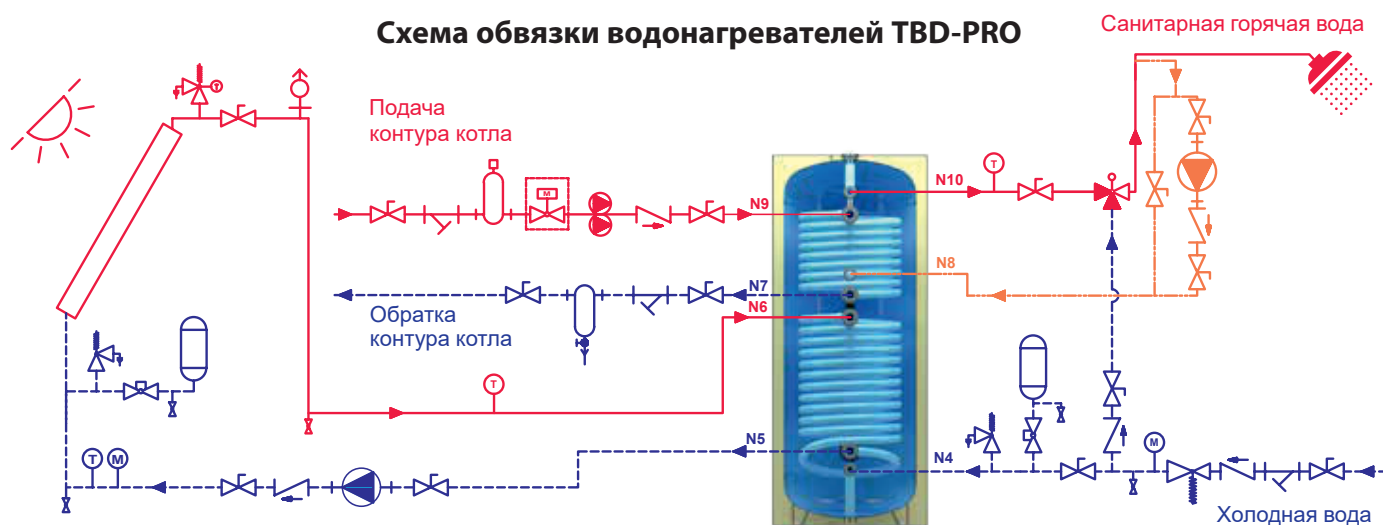 Схема обвязки водонагревателей TBD-PRO
Санитарная горячая вода
T
Подача
контура котла
N10
T
M
N9
N8
N7
N6
Обратка
контура котла
T
N5
N4
T
M
M
Холодная вода